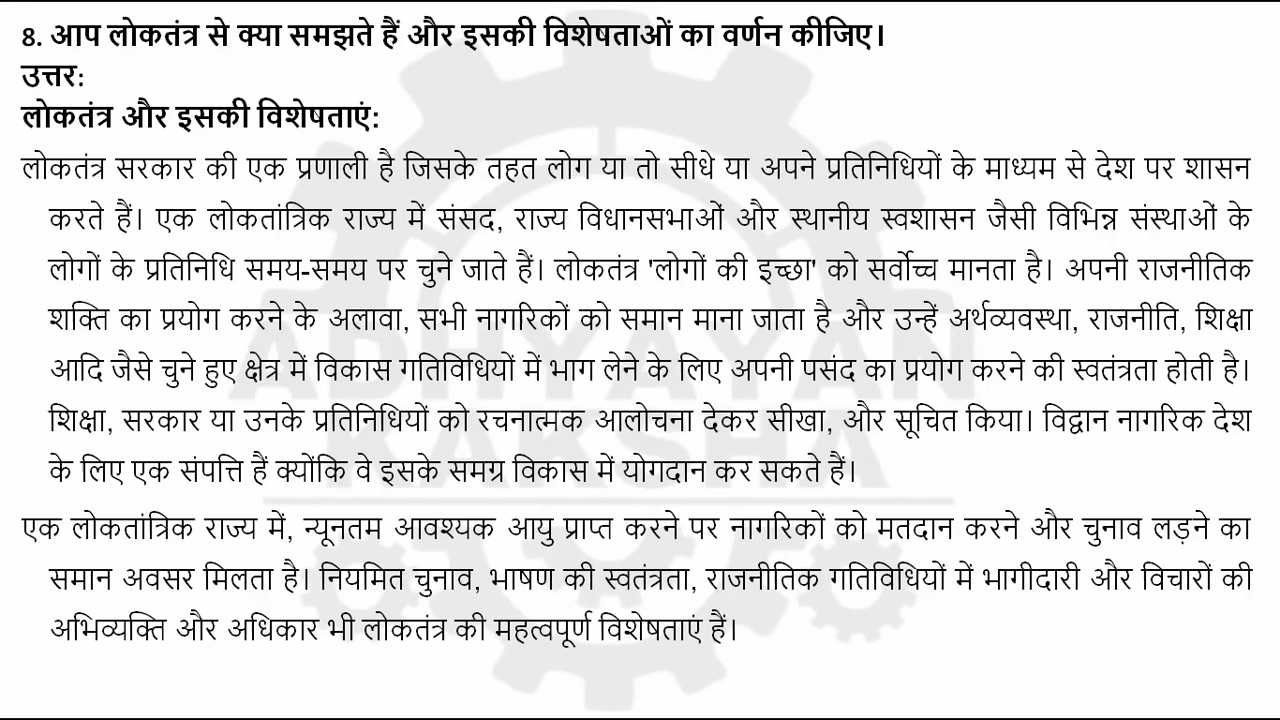 8. आप लोकतंत्र से क्या समझते हैं और इसकी विशेषताओं का वर्णन कीजिए।
उत्तर:
लोकतंत्र और इसकी विशेषताएं:
लोकतंत्र सरकार की एक प्रणाली है जिसके तहत लोग या तो सीधे या अपने प्रतिनिधियों के माध्यम से देश पर शासन
करते हैं। एक लोकतांत्रिक राज्य में संसद, राज्य विधानसभाओं और स्थानीय स्वशासन जैसी विभिन्न संस्थाओं के
लोगों के प्रतिनिधि समय-समय पर चुने जाते हैं। लोकतंत्र 'लोगों की इच्छा' को सर्वोच्च मानता है। अपनी राजनीतिक
शक्ति का प्रयोग करने के अलावा, सभी नागरिकों को समान माना जाता है और उन्हें अर्थव्यवस्था, राजनीति, शिक्षा
आदि जैसे चुने हुए क्षेत्र में विकास गतिविधियों में भाग लेने के लिए अपनी पसंद का प्रयोग करने की स्वतंत्रता होती है।
शिक्षा, सरकार या उनके प्रतिनिधियों को रचनात्मक आलोचना देकर सीखा, और सूचित किया। विद्वान नागरिक देश
के लिए एक संपत्ति हैं क्योंकि वे इसके समग्र विकास में योगदान कर सकते हैं।
एक लोकतांत्रिक राज्य में, न्यूनतम आवश्यक आयु प्राप्त करने पर नागरिकों को मतदान करने और चुनाव लड़ने का
समान अवसर मिलता है। नियमित चुनाव, भाषण की स्वतंत्रता, राजनीतिक गतिविधियों में भागीदारी और विचारों की
अभिव्यक्ति और अधिकार भी लोकतंत्र की महत्वपूर्ण विशेषताएं हैं।
ADHYAYAN
KAKSHA